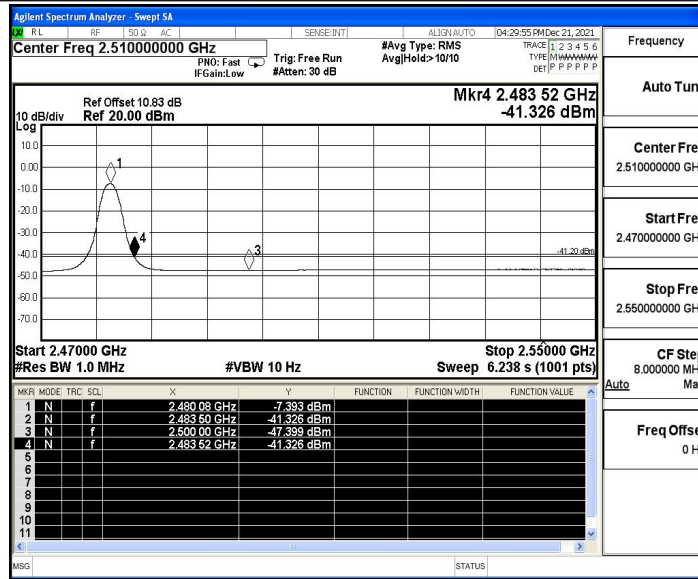 Agilent Spectrum Analyzer - Swept SA
RL RF 50 Ω AC SENSE:INT ALIGNAUTO 04:29:55 PM Dec 21, 2021
Center Freq 2.510000000 GHz
PNO: Fast
IFGain:Low
Trig: Free Run
#Atten: 30 dB
#Avg Type: RMS
Avg|Hold:>10/10
TRACE 1 2 3 4 5 6
TYPE M
DET P P P P P P
Frequency
Mkr4 2.483 52 GHz
-41.326 dBm
Ref Offset 10.83 dB
10 dB/div Ref 20.00 dBm
Log
10.0
0.00
-10.0
-20.0
-30.0
-40.0
-50.0
-60.0
-70.0
1
4
3
-41.20 dBm
Start 2.47000 GHz Stop 2.55000 GHz
#Res BW 1.0 MHz #VBW 10 Hz Sweep 6.238 s (1001 pts)
MKR MODE TRC SCL X Y FUNCTION FUNCTION WIDTH FUNCTION VALUE
1 N f 2.480 08 GHz -7.393 dBm
2 N f 2.483 50 GHz -41.326 dBm
3 N f 2.500 00 GHz -47.399 dBm
4 N f 2.483 52 GHz -41.326 dBm
5
6
7
8
9
10
11
MSG STATUS
Auto Tun
Center Fre
2.510000000 GH
Start Fre
2.470000000 GH
Stop Fre
2.550000000 GH
CF Ste
8.000000 MH
Auto Ma
Freq Offse
0 H